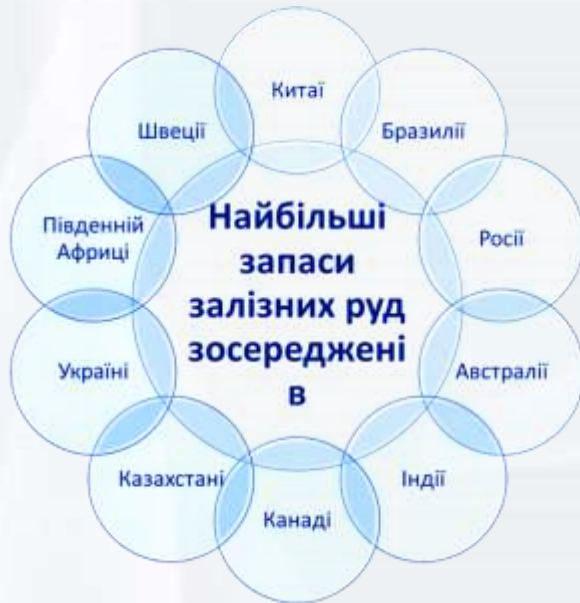 Найбільші
запаси
залізних руд
зосереджені
в
Китаї
Бразилії
Росії
Австралії
Індії
Канаді
Казахстані
Україні
Південній
Африці
Швеції